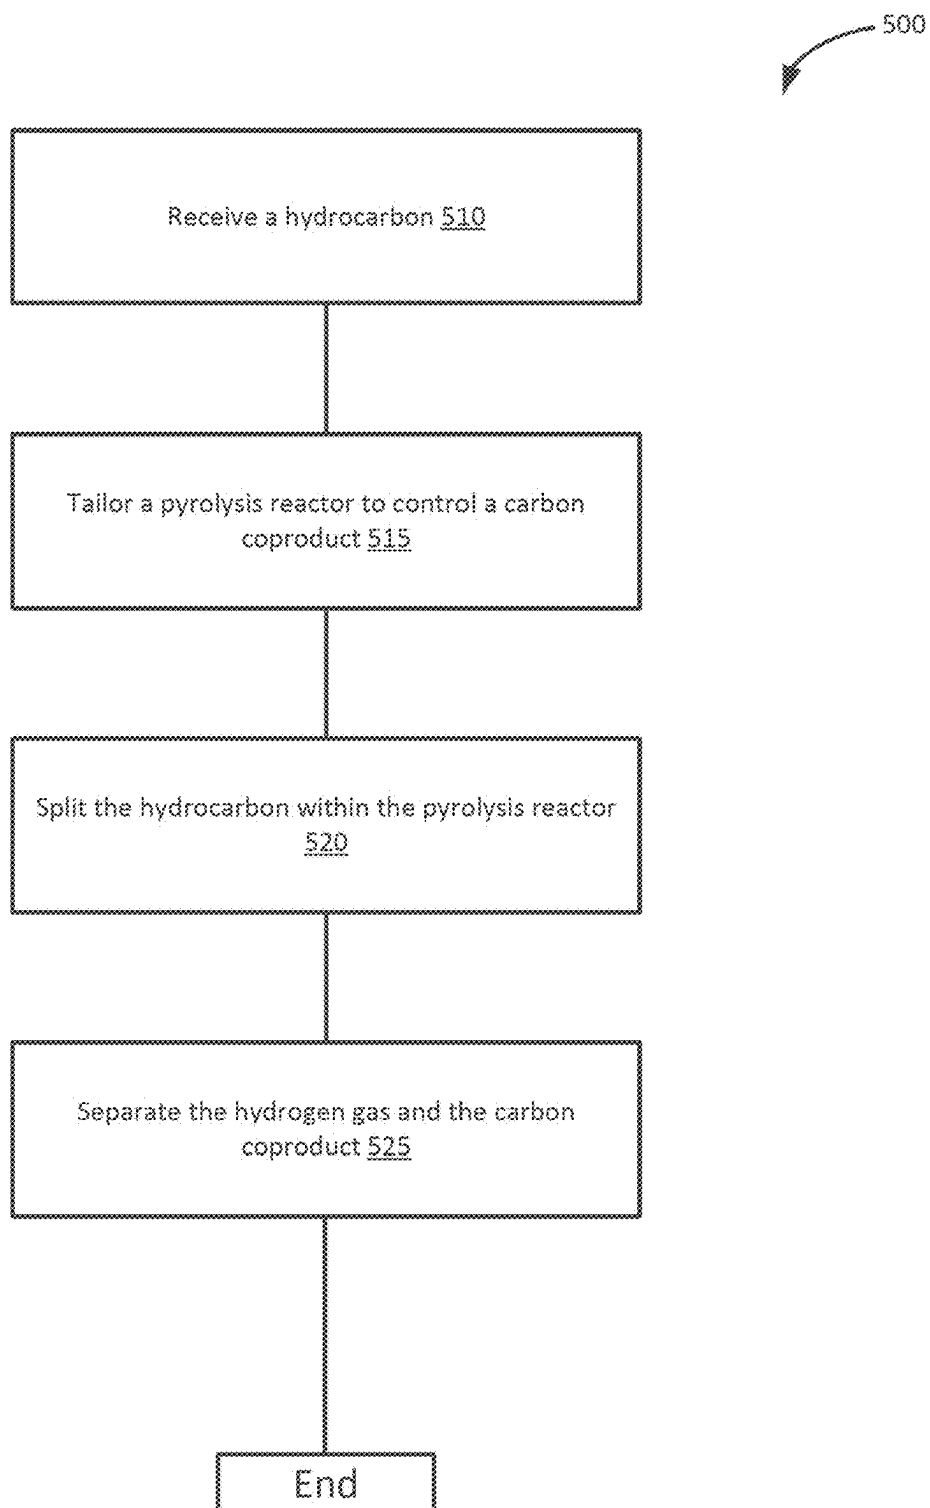 500
Receive a hydrocarbon 510
Tailor a pyrolysis reactor to control a carbon
coproduct 515
Split the hydrocarbon within the pyrolysis reactor
520
Separate the hydrogen gas and the carbon
coproduct 525
End